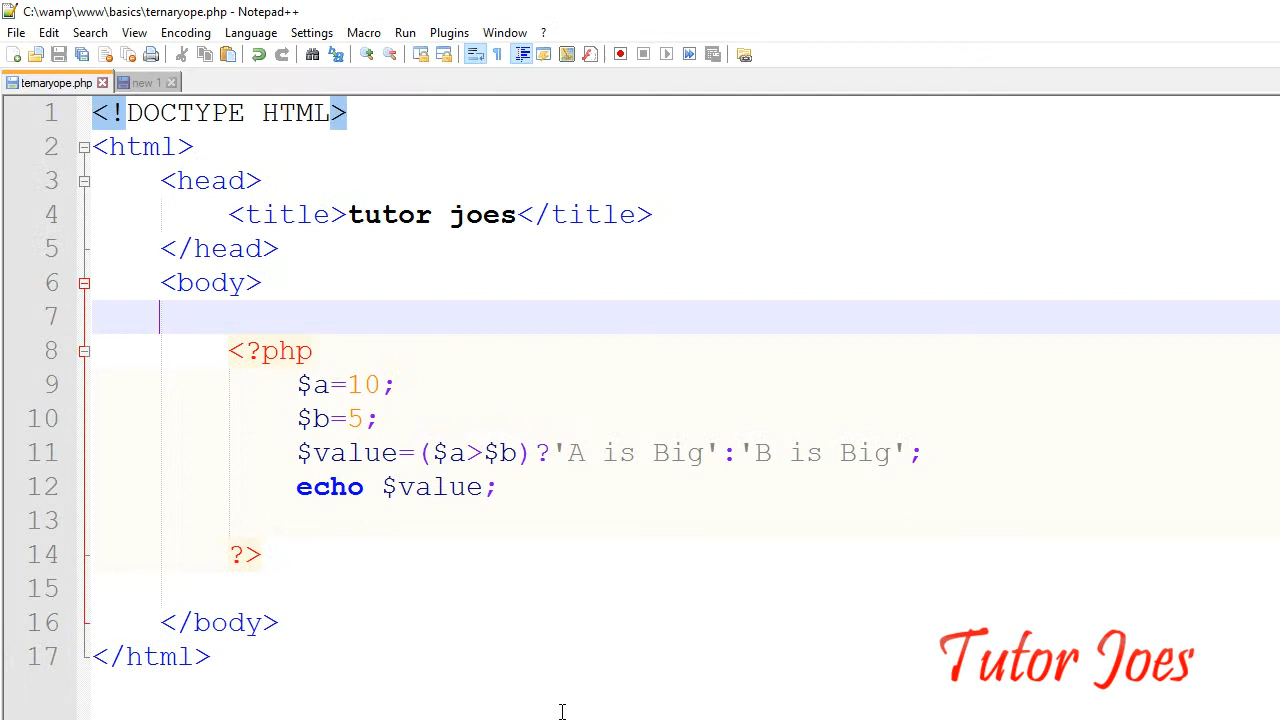 C:\wamp\www\basics\ternaryope.php - Notepad++
File Edit Search View Encoding Language Settings Macro Run Plugins Window ?
ternaryope.php new 1
1 <!DOCTYPE HTML>
2 <html>
3 <head>
4 <title>tutor joes</title>
5 </head>
6 <body>
7
8 <?php
9 $a=10;
10 $b=5;
11 $value=($a>$b)?'A is Big':'B is Big';
12 echo $value;
13
14 ?>
15
16 </body>
17 </html>
Tutor Joes